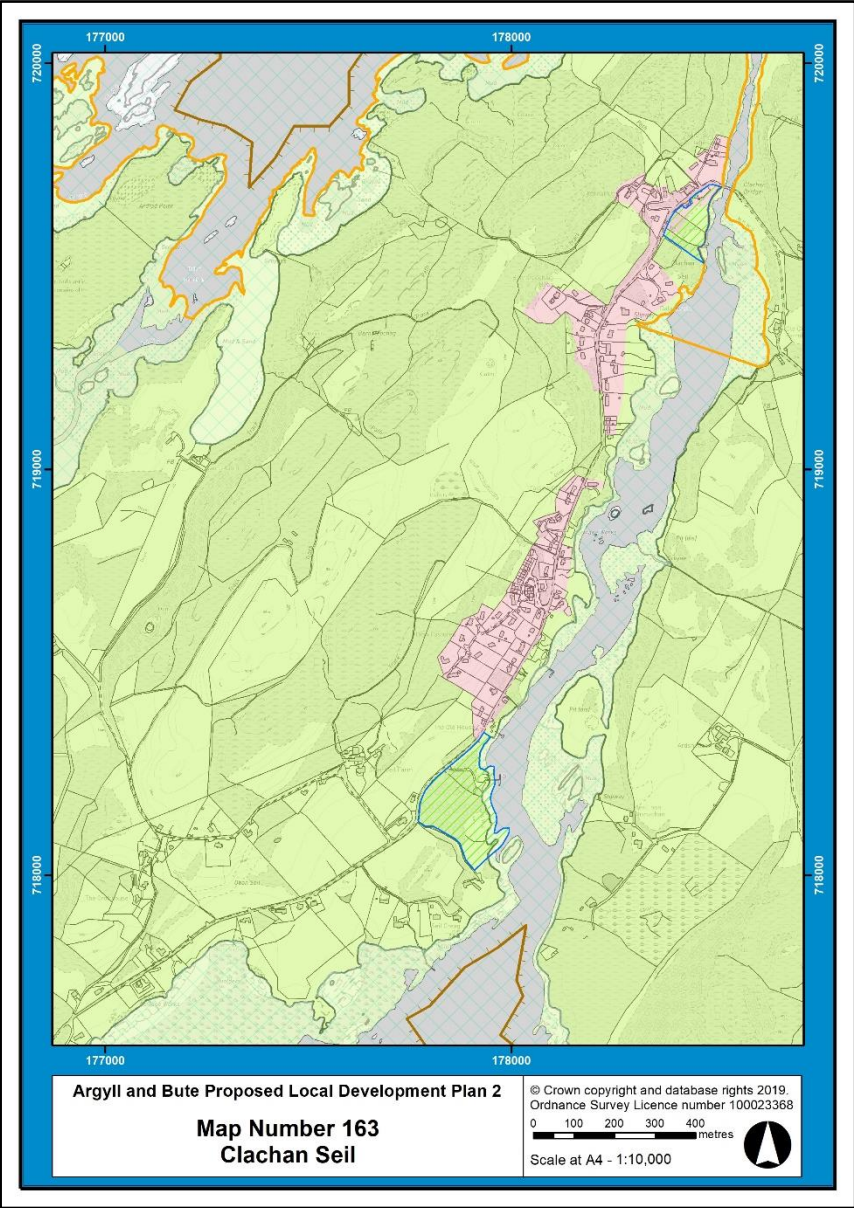 177000
178000
720000
720000
719000
719000
718000
718000
177000
178000
Argyll and Bute Proposed Local Development Plan 2
Map Number 163
Clachan Seil
© Crown copyright and database rights 2019.
Ordnance Survey Licence number 100023368
0 100 200 300 400
metres
Scale at A4 - 1:10,000